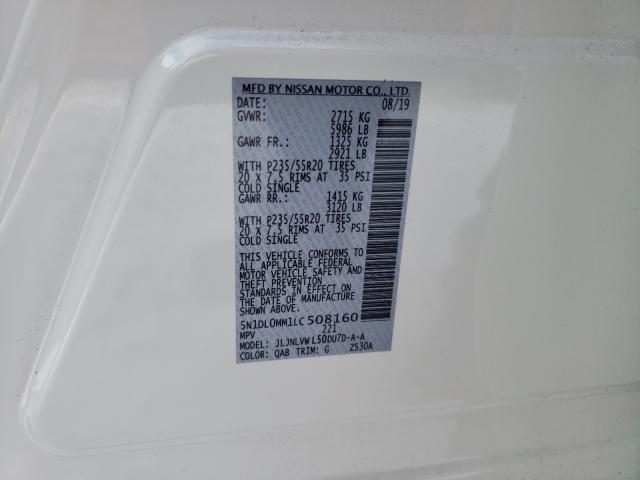 MFD BY NISSAN MOTOR CO., LTD.
DATE: 08/19
GVWR: 2715 KG
5986 LB
GAWR FR.: 1325 KG
2921 LB
WITH P235/55R20 TIRES
20 X 7.5 RIMS AT 35 PSI
COLD SINGLE
GAWR RR.: 1415 KG
3120 LB
WITH P235/55R20 TIRES
20 X 7.5 RIMS AT 35 PSI
COLD SINGLE
THIS VEHICLE CONFORMS TO
ALL APPLICABLE FEDERAL
MOTOR VEHICLE SAFETY AND
THEFT PREVENTION
STANDARDS IN EFFECT ON
THE DATE OF MANUFACTURE
SHOWN ABOVE.
5N1DL0MM1LC508160
MPV 221
MODEL: JLJNLVWL50DU7D-A-A
COLOR: QAB TRIM: G ZS30A